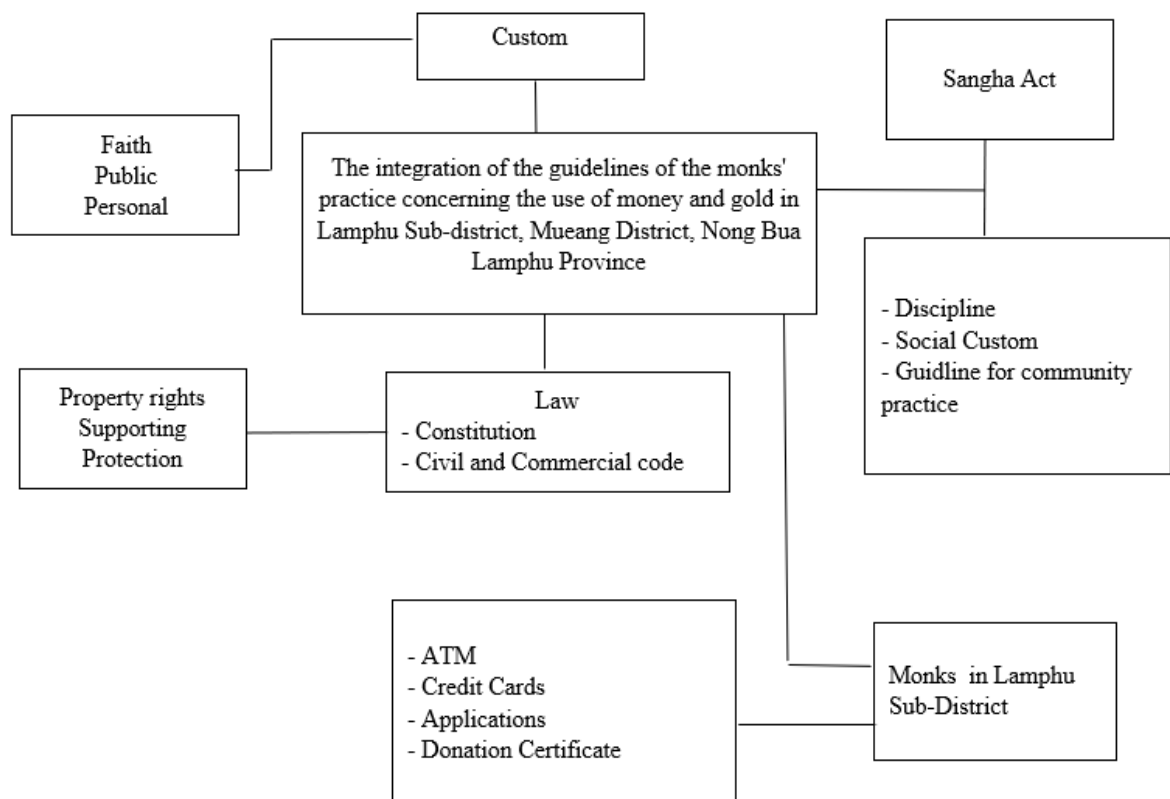 Custom
Sangha Act
Faith
Public
Personal
The integration of the guidelines of the monks'
practice concerning the use of money and gold in
Lamphu Sub-district, Mueang District, Nong Bua
Lamphu Province
- Discipline
- Social Custom
- Guidline for community
practice
Property rights
Supporting
Protection
Law
- Constitution
- Civil and Commercial code
- ATM
- Credit Cards
- Applications
- Donation Certificate
Monks in Lamphu
Sub-District